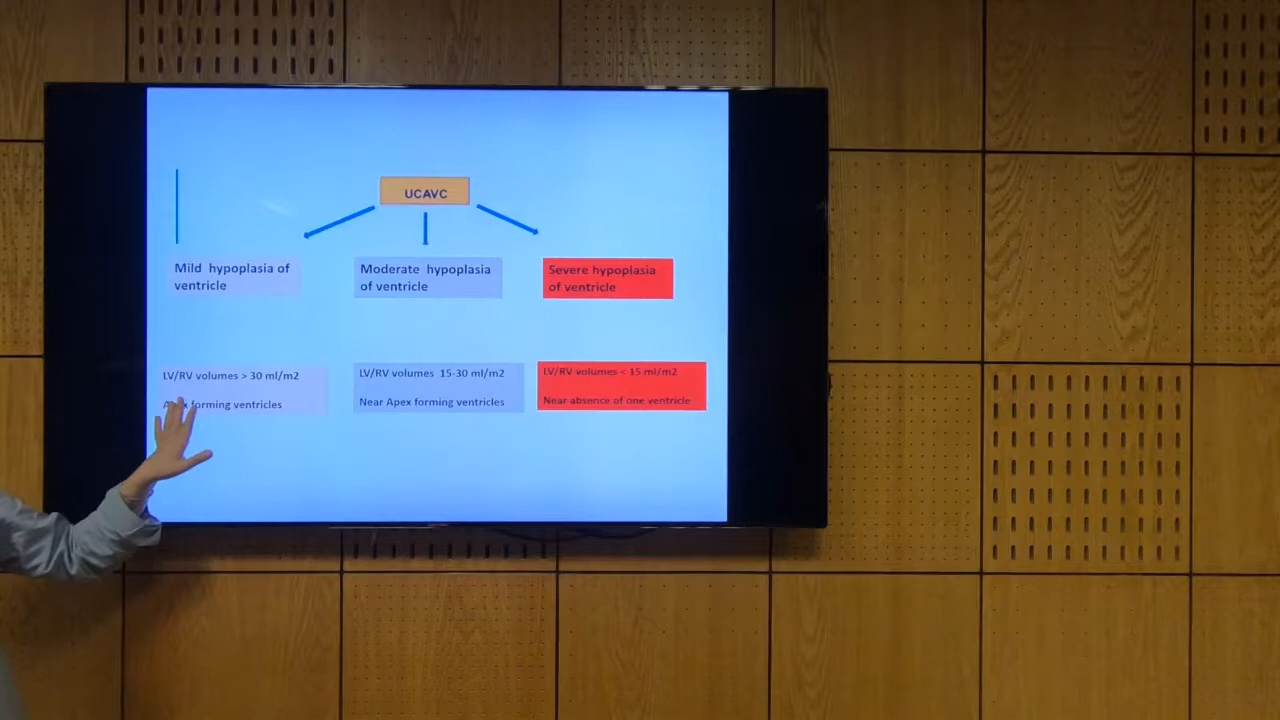 UCAVC
Mild hypoplasia of
ventricle
Moderate hypoplasia
of ventricle
Severe hypoplasia
of ventricle
LV/RV volumes > 30 ml/m2
Apex forming ventricles
LV/RV volumes 15-30 ml/m2
Near Apex forming ventricles
LV/RV volumes < 15 ml/m2
Near absence of one ventricle